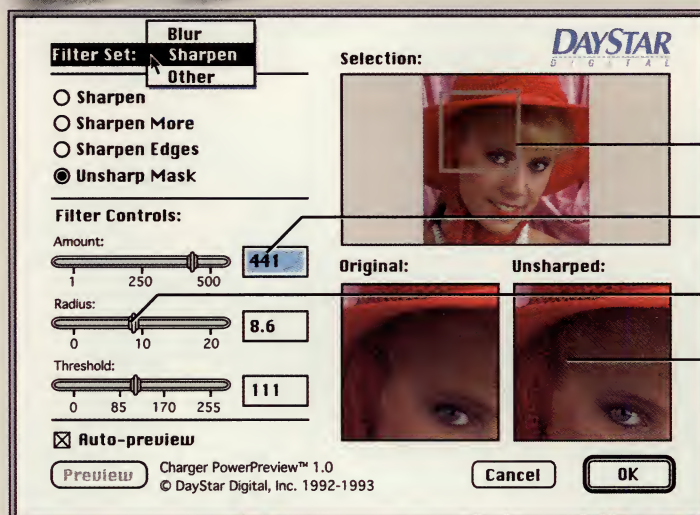 Blur
Filter Set: Sharpen
Other
Sharpen
Sharpen More
Sharpen Edges
Unsharp Mask
Filter Controls:
Amount:
441
1 250 500
Radius:
8.6
0 10 20
Threshold:
111
0 85 170 255
Auto-preview
Preview
Charger PowerPreview™ 1.0
© DayStar Digital, Inc. 1992-1993
DAYSTAR
DIGITAL
Selection:
Original: Unsharped:
Cancel OK